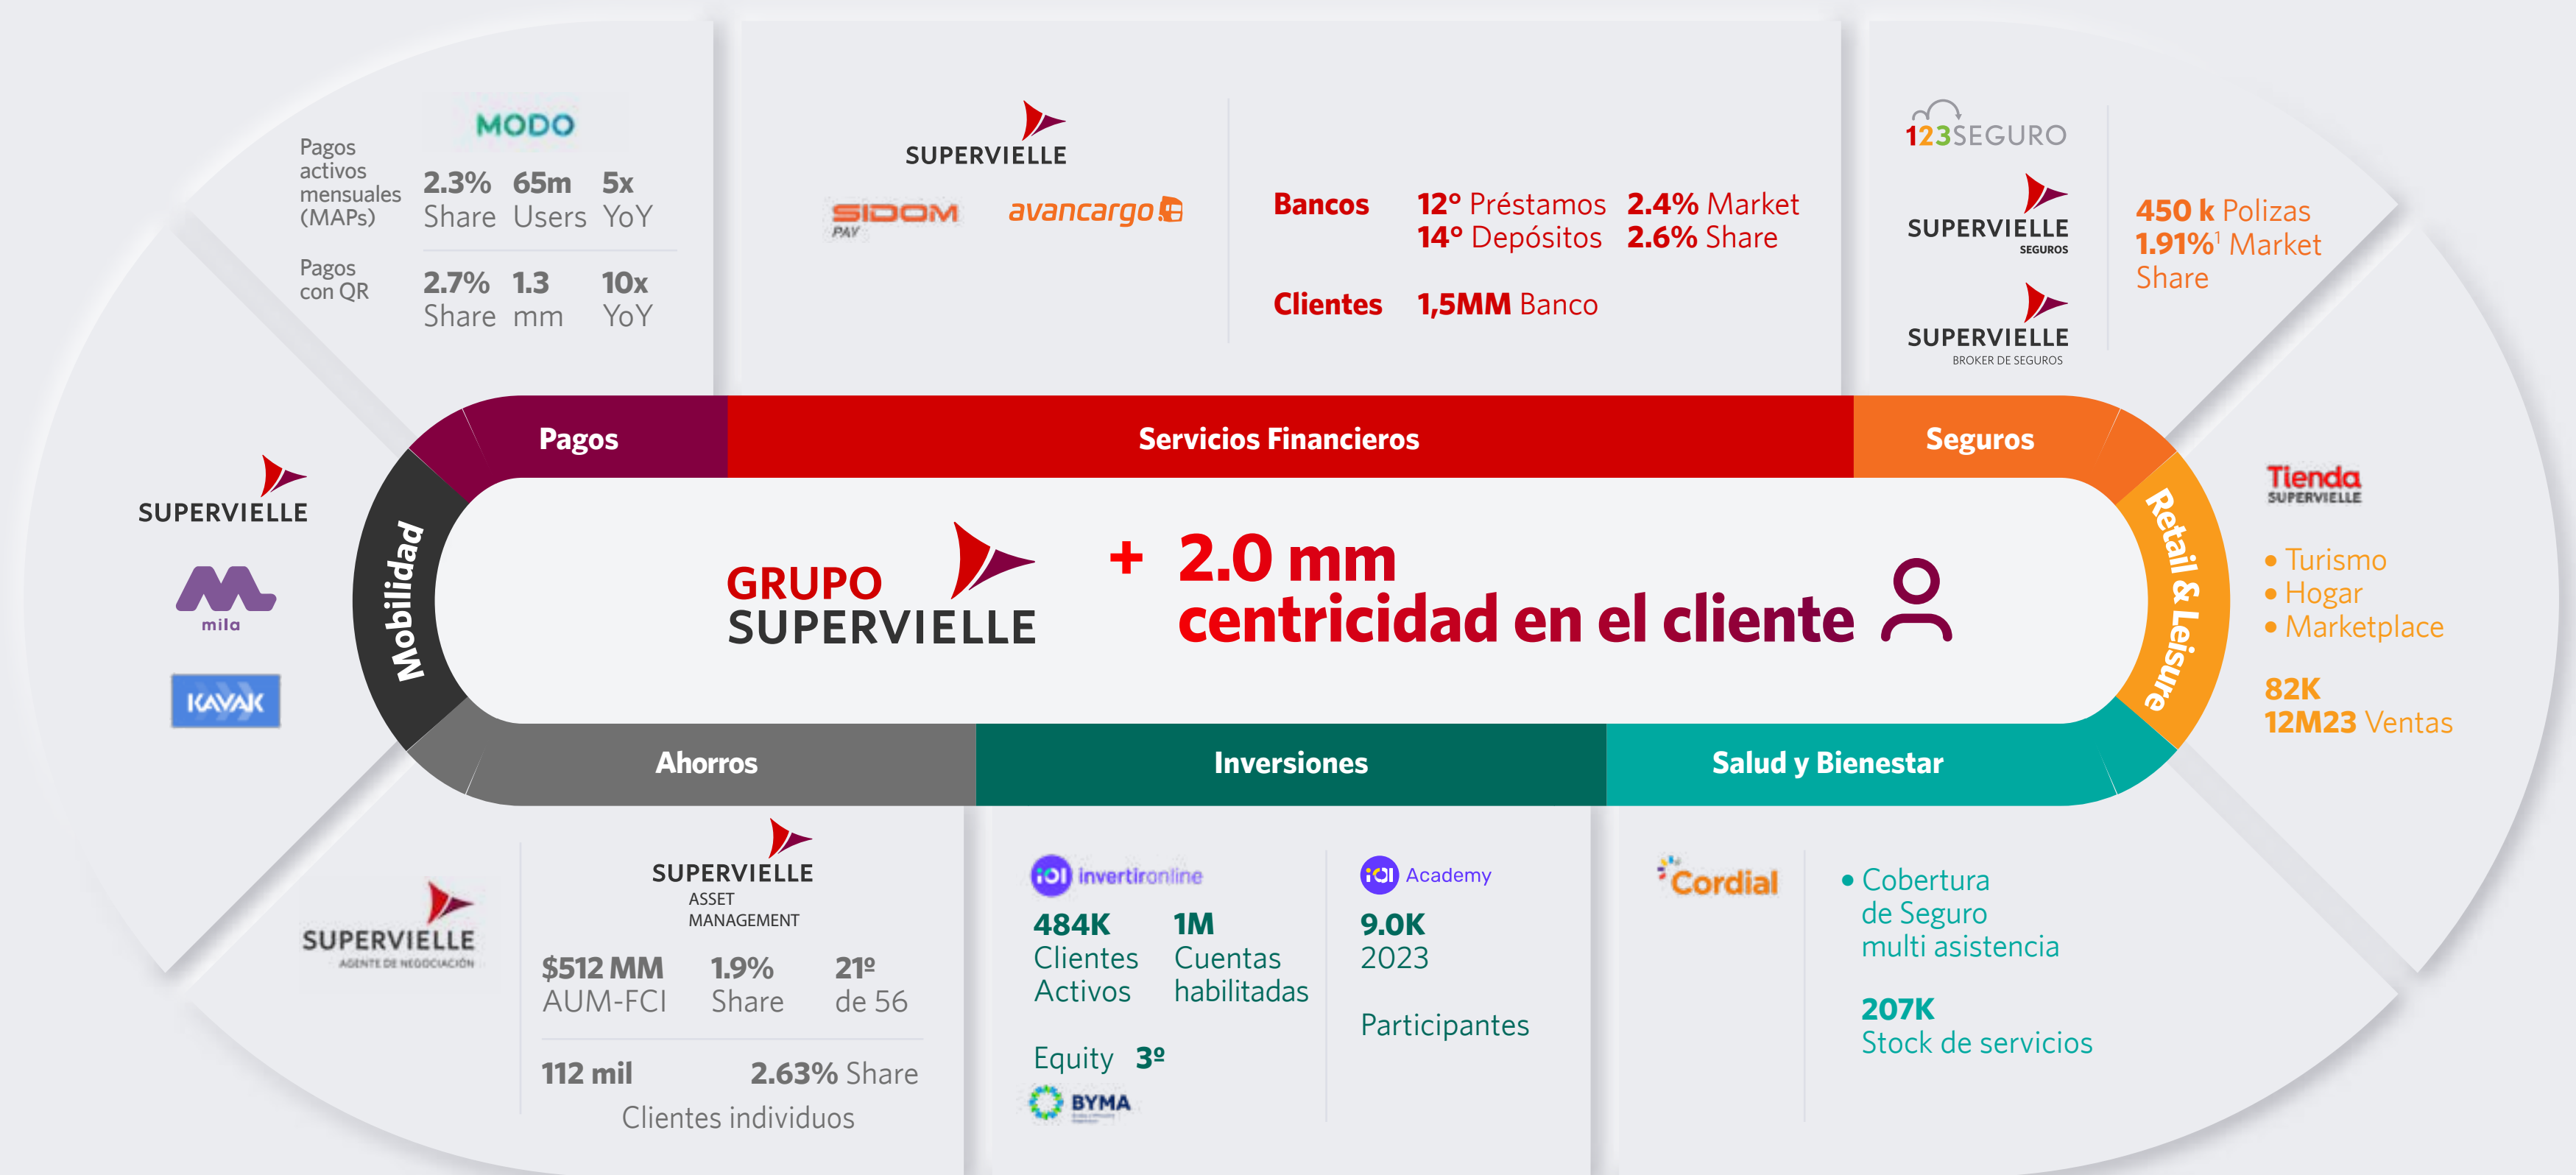 MODO
Pagos
activos
mensuales
(MAPs)
2.3% 65m 5x
Share Users YoY
Pagos
con QR
2.7% 1.3 10x
Share mm YoY
SUPERVIELLE
SIDOM
PAY
avancargo
Bancos 12º Préstamos 2.4% Market
14º Depósitos 2.6% Share
Clientes 1,5MM Banco
123SEGURO
SUPERVIELLE
SEGUROS
SUPERVIELLE
BROKER DE SEGUROS
450 k Polizas
1.91%¹ Market
Share
Pagos
Servicios Financieros
Seguros
SUPERVIELLE
mila
KAVAK
Mobilidad
GRUPO
SUPERVIELLE
+ 2.0 mm
centricidad en el cliente
Retail & Leisure
Tienda
SUPERVIELLE
• Turismo
• Hogar
• Marketplace
82K
12M23 Ventas
Ahorros
Inversiones
Salud y Bienestar
SUPERVIELLE
AGENTE DE NEGOCIACIÓN
SUPERVIELLE
ASSET
MANAGEMENT
$512 MM 1.9% 21º
AUM-FCI Share de 56
112 mil 2.63% Share
Clientes individuos
iol invertironline
484K 1M
Clientes Cuentas
Activos habilitadas
Equity 3º
BYMA
iol Academy
9.0K
2023
Participantes
Cordial
• Cobertura
de Seguro
multi asistencia
207K
Stock de servicios